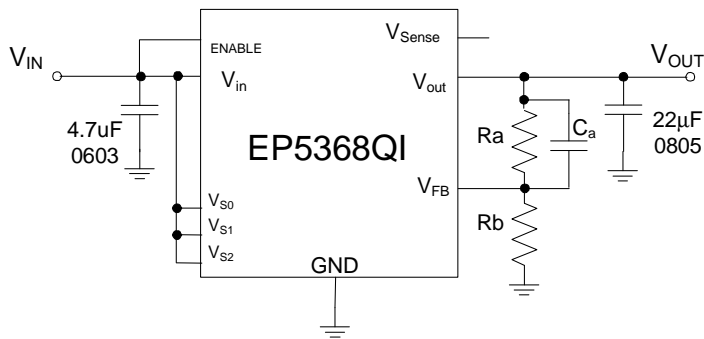 V_IN
ENABLE
V_Sense
V_OUT
V_in
V_out
4.7uF
0603
Ra
C_a
22μF
0805
EP5368QI
V_FB
V_S0
V_S1
V_S2
Rb
GND